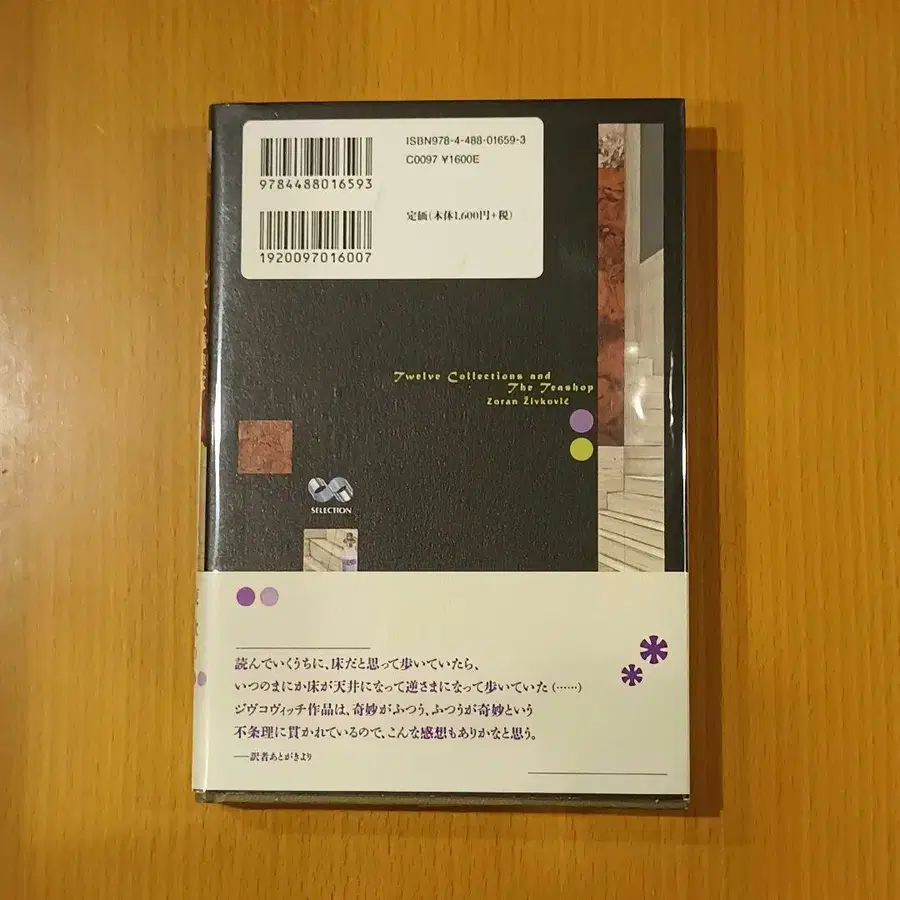 ISBN978-4-488-01659-3
C0097 ¥1600E
9784488016593
定価(本体1,600円+税)
1920097016007
Twelve Collections and
The Teashop
Zoran Živković
SELECTION
読んでいくうちに、床だと思って歩いていたら、
いつのまにか床が天井になって逆さまになって歩いていた(……)
ジヴコヴィッチ作品は、奇妙がふつう、ふつうが奇妙という
不条理に貫かれているので、こんな感想もありかなと思う。
──訳者あとがきより